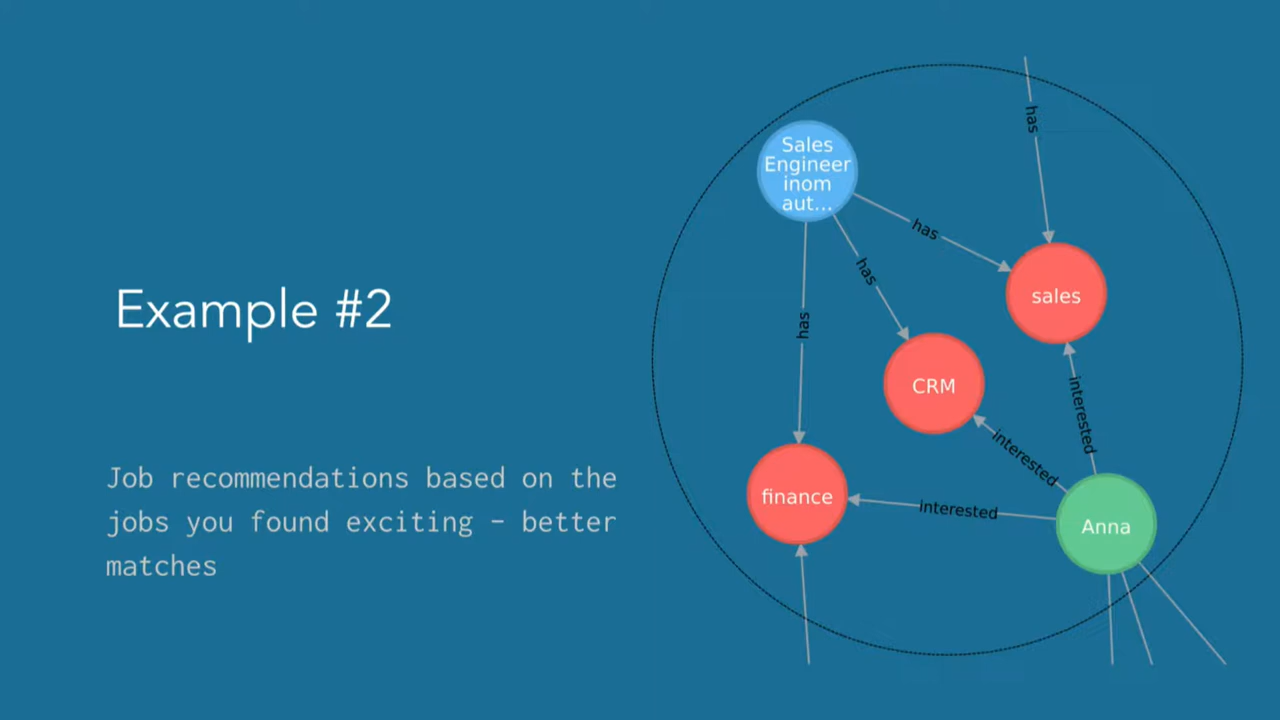 Example #2
Job recommendations based on the
jobs you found exciting – better
matches
Sales
Engineer
inom
aut...
has
has
has
has
sales
CRM
finance
interested
interested
interested
Anna